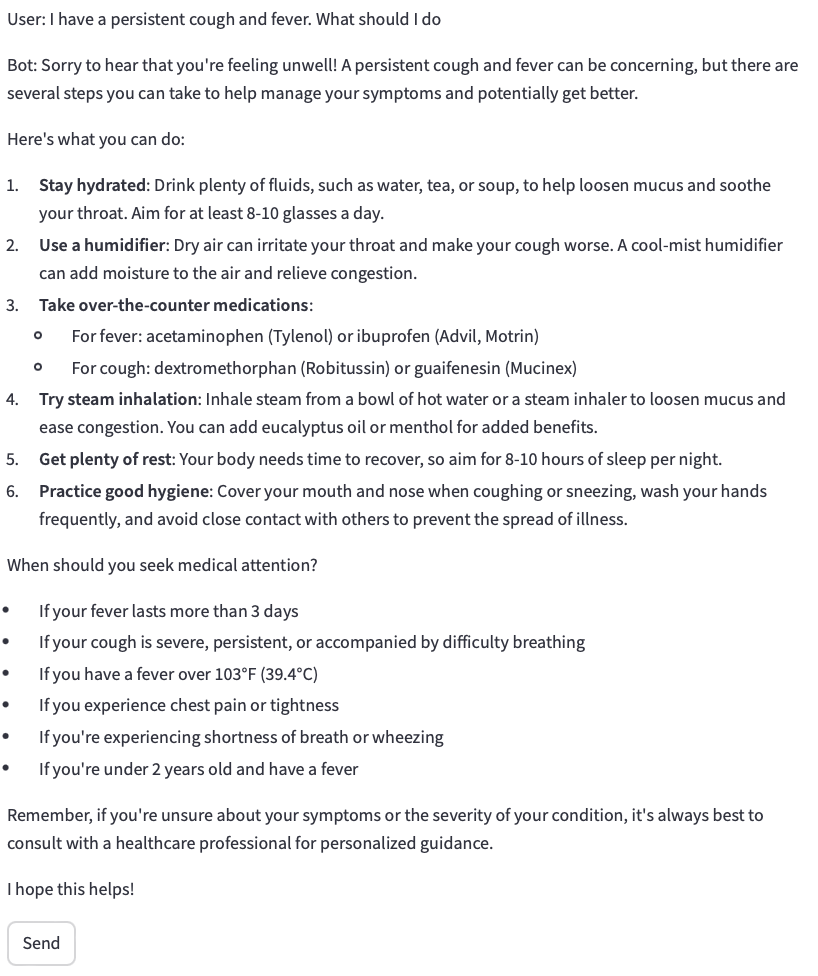 User: I have a persistent cough and fever. What should I do
Bot: Sorry to hear that you're feeling unwell! A persistent cough and fever can be concerning, but there are
several steps you can take to help manage your symptoms and potentially get better.
Here's what you can do:
1. Stay hydrated: Drink plenty of fluids, such as water, tea, or soup, to help loosen mucus and soothe
your throat. Aim for at least 8-10 glasses a day.
2. Use a humidifier: Dry air can irritate your throat and make your cough worse. A cool-mist humidifier
can add moisture to the air and relieve congestion.
3. Take over-the-counter medications:
For fever: acetaminophen (Tylenol) or ibuprofen (Advil, Motrin)
For cough: dextromethorphan (Robitussin) or guaifenesin (Mucinex)
4. Try steam inhalation: Inhale steam from a bowl of hot water or a steam inhaler to loosen mucus and
ease congestion. You can add eucalyptus oil or menthol for added benefits.
5. Get plenty of rest: Your body needs time to recover, so aim for 8-10 hours of sleep per night.
6. Practice good hygiene: Cover your mouth and nose when coughing or sneezing, wash your hands
frequently, and avoid close contact with others to prevent the spread of illness.
When should you seek medical attention?
• If your fever lasts more than 3 days
• If your cough is severe, persistent, or accompanied by difficulty breathing
• If you have a fever over 103°F (39.4°C)
• If you experience chest pain or tightness
• If you're experiencing shortness of breath or wheezing
• If you're under 2 years old and have a fever
Remember, if you're unsure about your symptoms or the severity of your condition, it's always best to
consult with a healthcare professional for personalized guidance.
I hope this helps!
Send